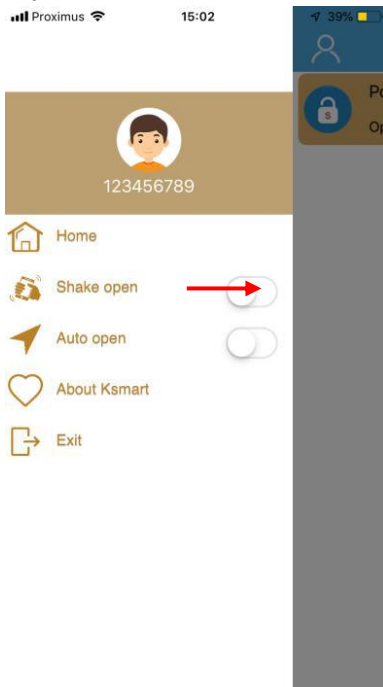 Proximus 15:02 39%
123456789
Home
Shake open
Auto open
About Ksmart
Exit
S